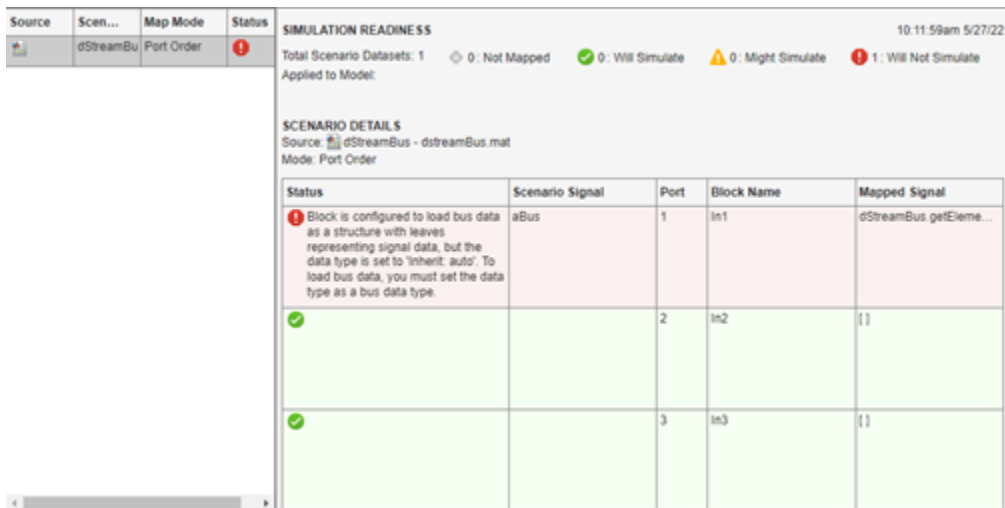 Source Scen... Map Mode Status
dStreamBu Port Order
SIMULATION READINESS 10:11:59am 5/27/22
Total Scenario Datasets: 1 0: Not Mapped 0: Will Simulate 0: Might Simulate 1: Will Not Simulate
Applied to Model:
SCENARIO DETAILS
Source: dStreamBus - dstreamBus.mat
Mode: Port Order
Status Scenario Signal Port Block Name Mapped Signal
Block is configured to load bus data aBus 1 In1 dStreamBus.getEleme...
as a structure with leaves
representing signal data, but the
data type is set to 'Inherit: auto'. To
load bus data, you must set the data
type as a bus data type.
2 In2 [ ]
3 In3 [ ]